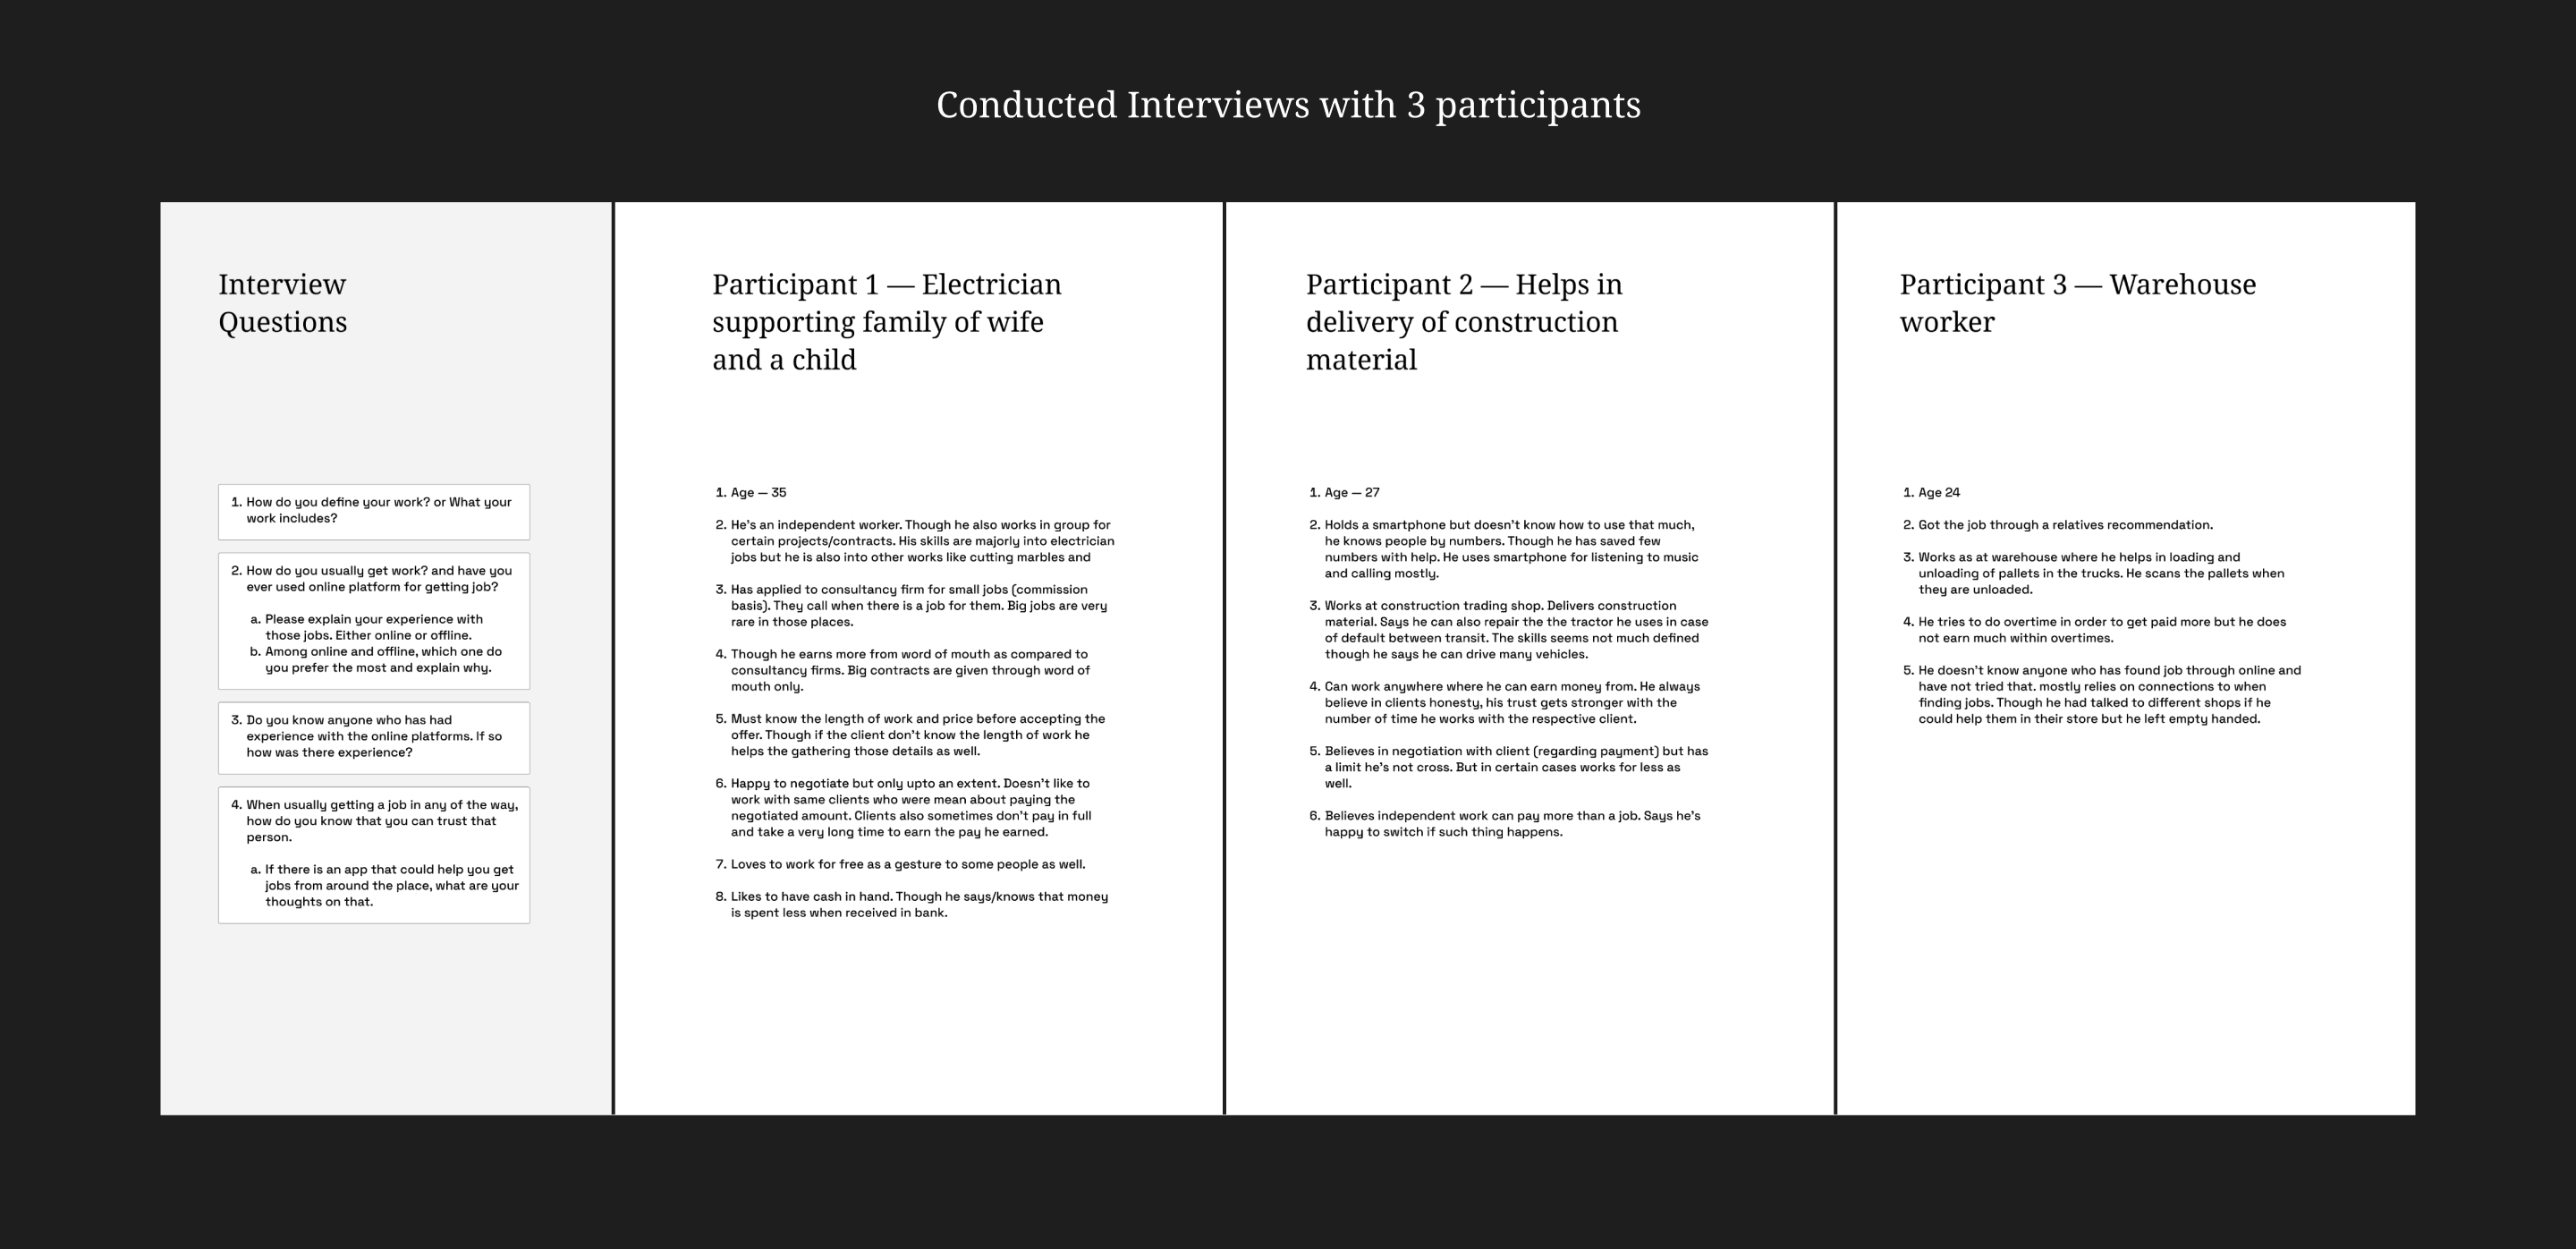 Conducted Interviews with 3 participants
Interview
Questions
1. How do you define your work? or What your
work includes?
2. How do you usually get work? and have you
ever used online platform for getting job?
a. Please explain your experience with
those jobs. Either online or offline.
b. Among online and offline, which one do
you prefer the most and explain why.
3. Do you know anyone who has had
experience with the online platforms. If so
how was there experience?
4. When usually getting a job in any of the way,
how do you know that you can trust that
person.
a. If there is an app that could help you get
jobs from around the place, what are your
thoughts on that.
Participant 1 — Electrician
supporting family of wife
and a child
1. Age — 35
2. He's an independent worker. Though he also works in group for
certain projects/contracts. His skills are majorly into electrician
jobs but he is also into other works like cutting marbles and
3. Has applied to consultancy firm for small jobs (commission
basis). They call when there is a job for them. Big jobs are very
rare in those places.
4. Though he earns more from word of mouth as compared to
consultancy firms. Big contracts are given through word of
mouth only.
5. Must know the length of work and price before accepting the
offer. Though if the client don't know the length of work he
helps the gathering those details as well.
6. Happy to negotiate but only upto an extent. Doesn't like to
work with same clients who were mean about paying the
negotiated amount. Clients also sometimes don't pay in full
and take a very long time to earn the pay he earned.
7. Loves to work for free as a gesture to some people as well.
8. Likes to have cash in hand. Though he says/knows that money
is spent less when received in bank.
Participant 2 — Helps in
delivery of construction
material
1. Age — 27
2. Holds a smartphone but doesn't know how to use that much,
he knows people by numbers. Though he has saved few
numbers with help. He uses smartphone for listening to music
and calling mostly.
3. Works at construction trading shop. Delivers construction
material. Says he can also repair the the tractor he uses in case
of default between transit. The skills seems not much defined
though he says he can drive many vehicles.
4. Can work anywhere where he can earn money from. He always
believe in clients honesty, his trust gets stronger with the
number of time he works with the respective client.
5. Believes in negotiation with client (regarding payment) but has
a limit he's not cross. But in certain cases works for less as
well.
6. Believes independent work can pay more than a job. Says he's
happy to switch if such thing happens.
Participant 3 — Warehouse
worker
1. Age 24
2. Got the job through a relatives recommendation.
3. Works as at warehouse where he helps in loading and
unloading of pallets in the trucks. He scans the pallets when
they are unloaded.
4. He tries to do overtime in order to get paid more but he does
not earn much within overtimes.
5. He doesn't know anyone who has found job through online and
have not tried that. mostly relies on connections to when
finding jobs. Though he had talked to different shops if he
could help them in their store but he left empty handed.